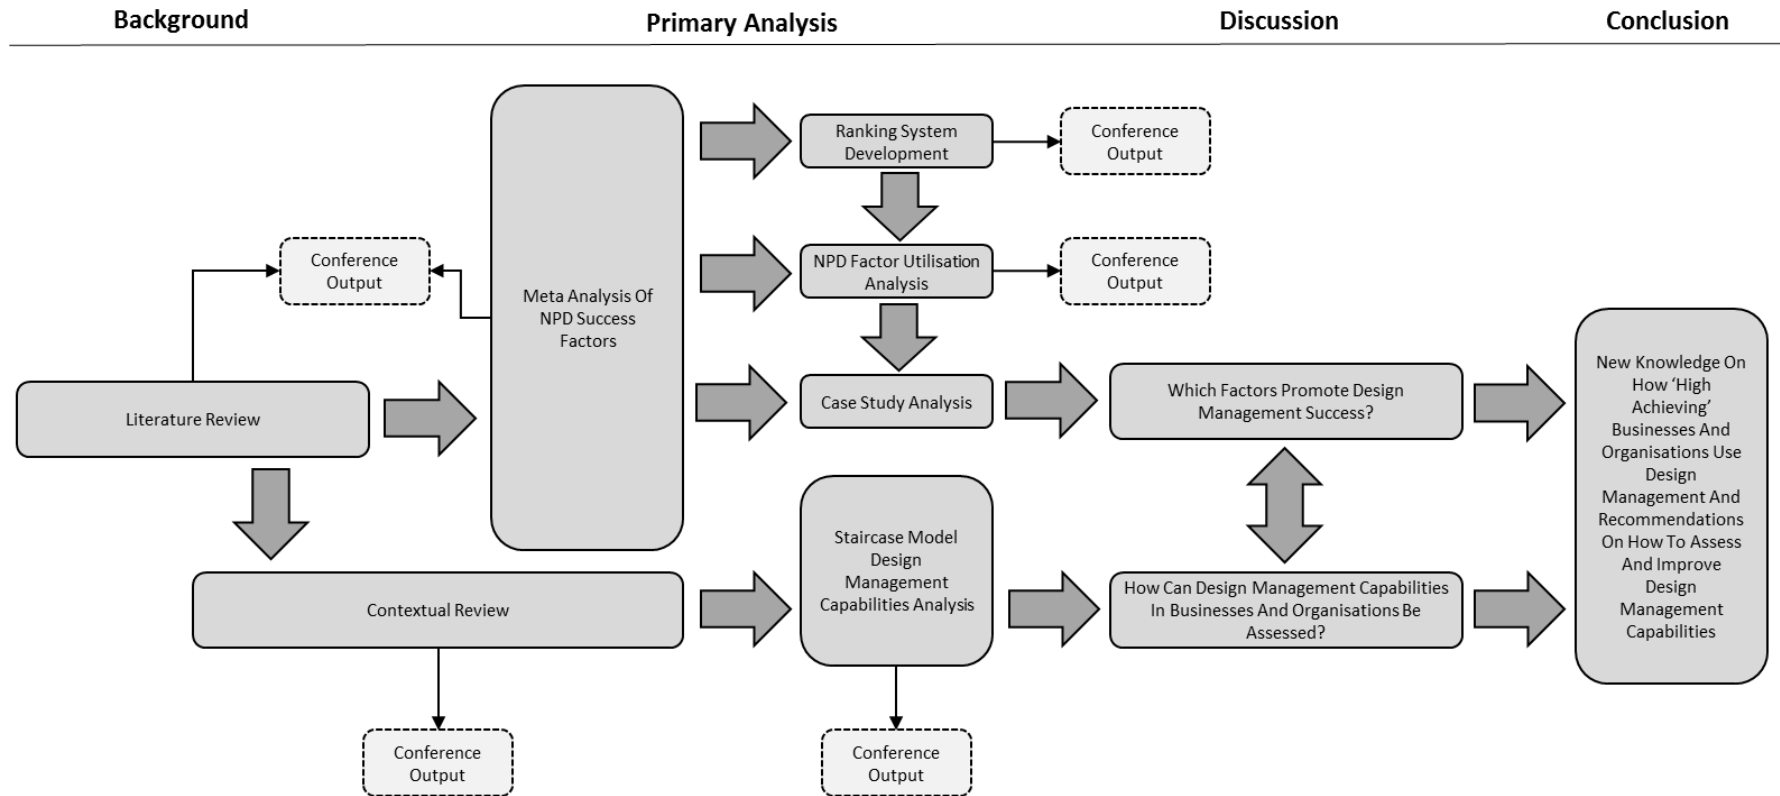 Background
Primary Analysis
Discussion
Conclusion
Ranking System
Development
Conference
Output
Conference
Output
NPD Factor Utilisation
Analysis
Conference
Output
Meta Analysis Of
NPD Success
Factors
Literature Review
Case Study Analysis
Which Factors Promote Design
Management Success?
New Knowledge On
How ‘High
Achieving’
Businesses And
Organisations Use
Design
Management And
Recommendations
On How To Assess
And Improve
Design
Management
Capabilities
Contextual Review
Staircase Model
Design
Management
Capabilities Analysis
How Can Design Management Capabilities
In Businesses And Organisations Be
Assessed?
Conference
Output
Conference
Output